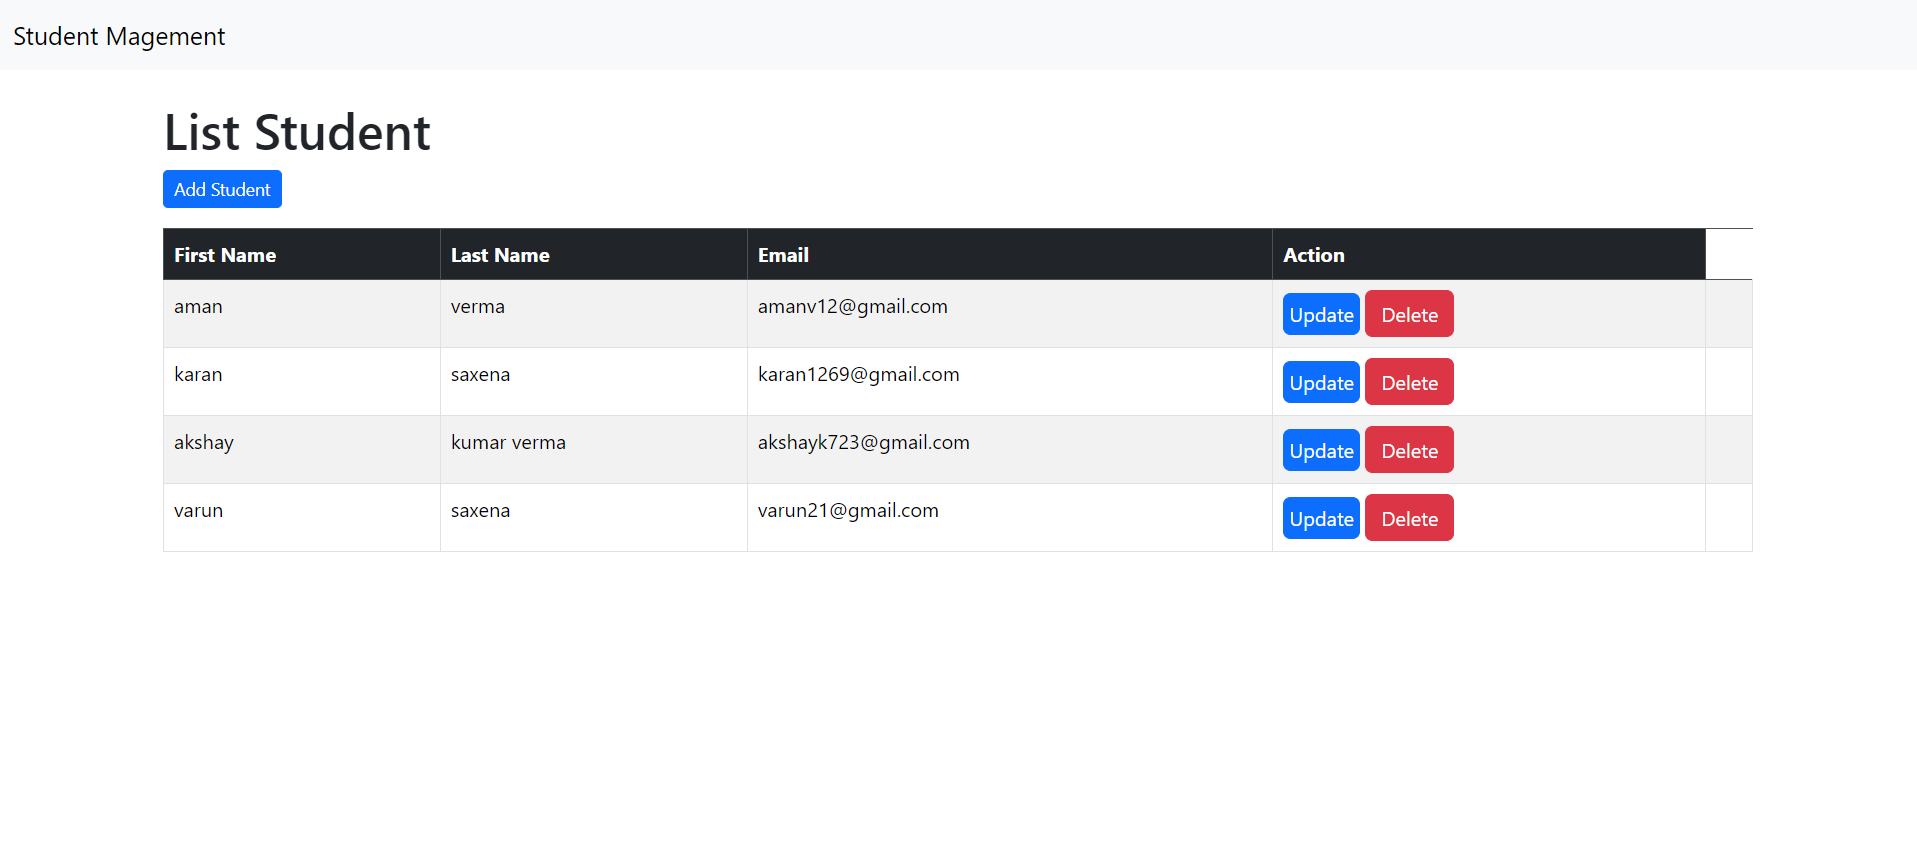 Student Magement
List Student
Add Student
First Name Last Name Email Action
aman verma amanv12@gmail.com Update Delete
karan saxena karan1269@gmail.com Update Delete
akshay kumar verma akshayk723@gmail.com Update Delete
varun saxena varun21@gmail.com Update Delete